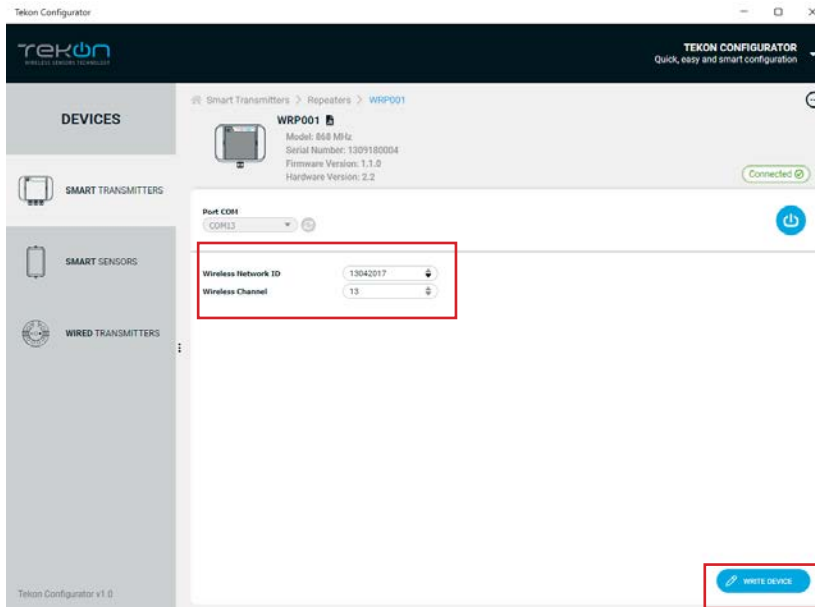 Tekon Configurator
TEKON
WIRELESS SENSORS TECHNOLOGY
TEKON CONFIGURATOR
Quick, easy and smart configuration
DEVICES
SMART TRANSMITTERS
SMART SENSORS
WIRED TRANSMITTERS
Tekon Configurator v1.0
Smart Transmitters > Repeaters > WRP001
WRP001
Model: 868 MHz
Serial Number: 1309180004
Firmware Version: 1.1.0
Hardware Version: 2.2
Connected
Port COM
COM13
Wireless Network ID 13042017
Wireless Channel 13
WRITE DEVICE